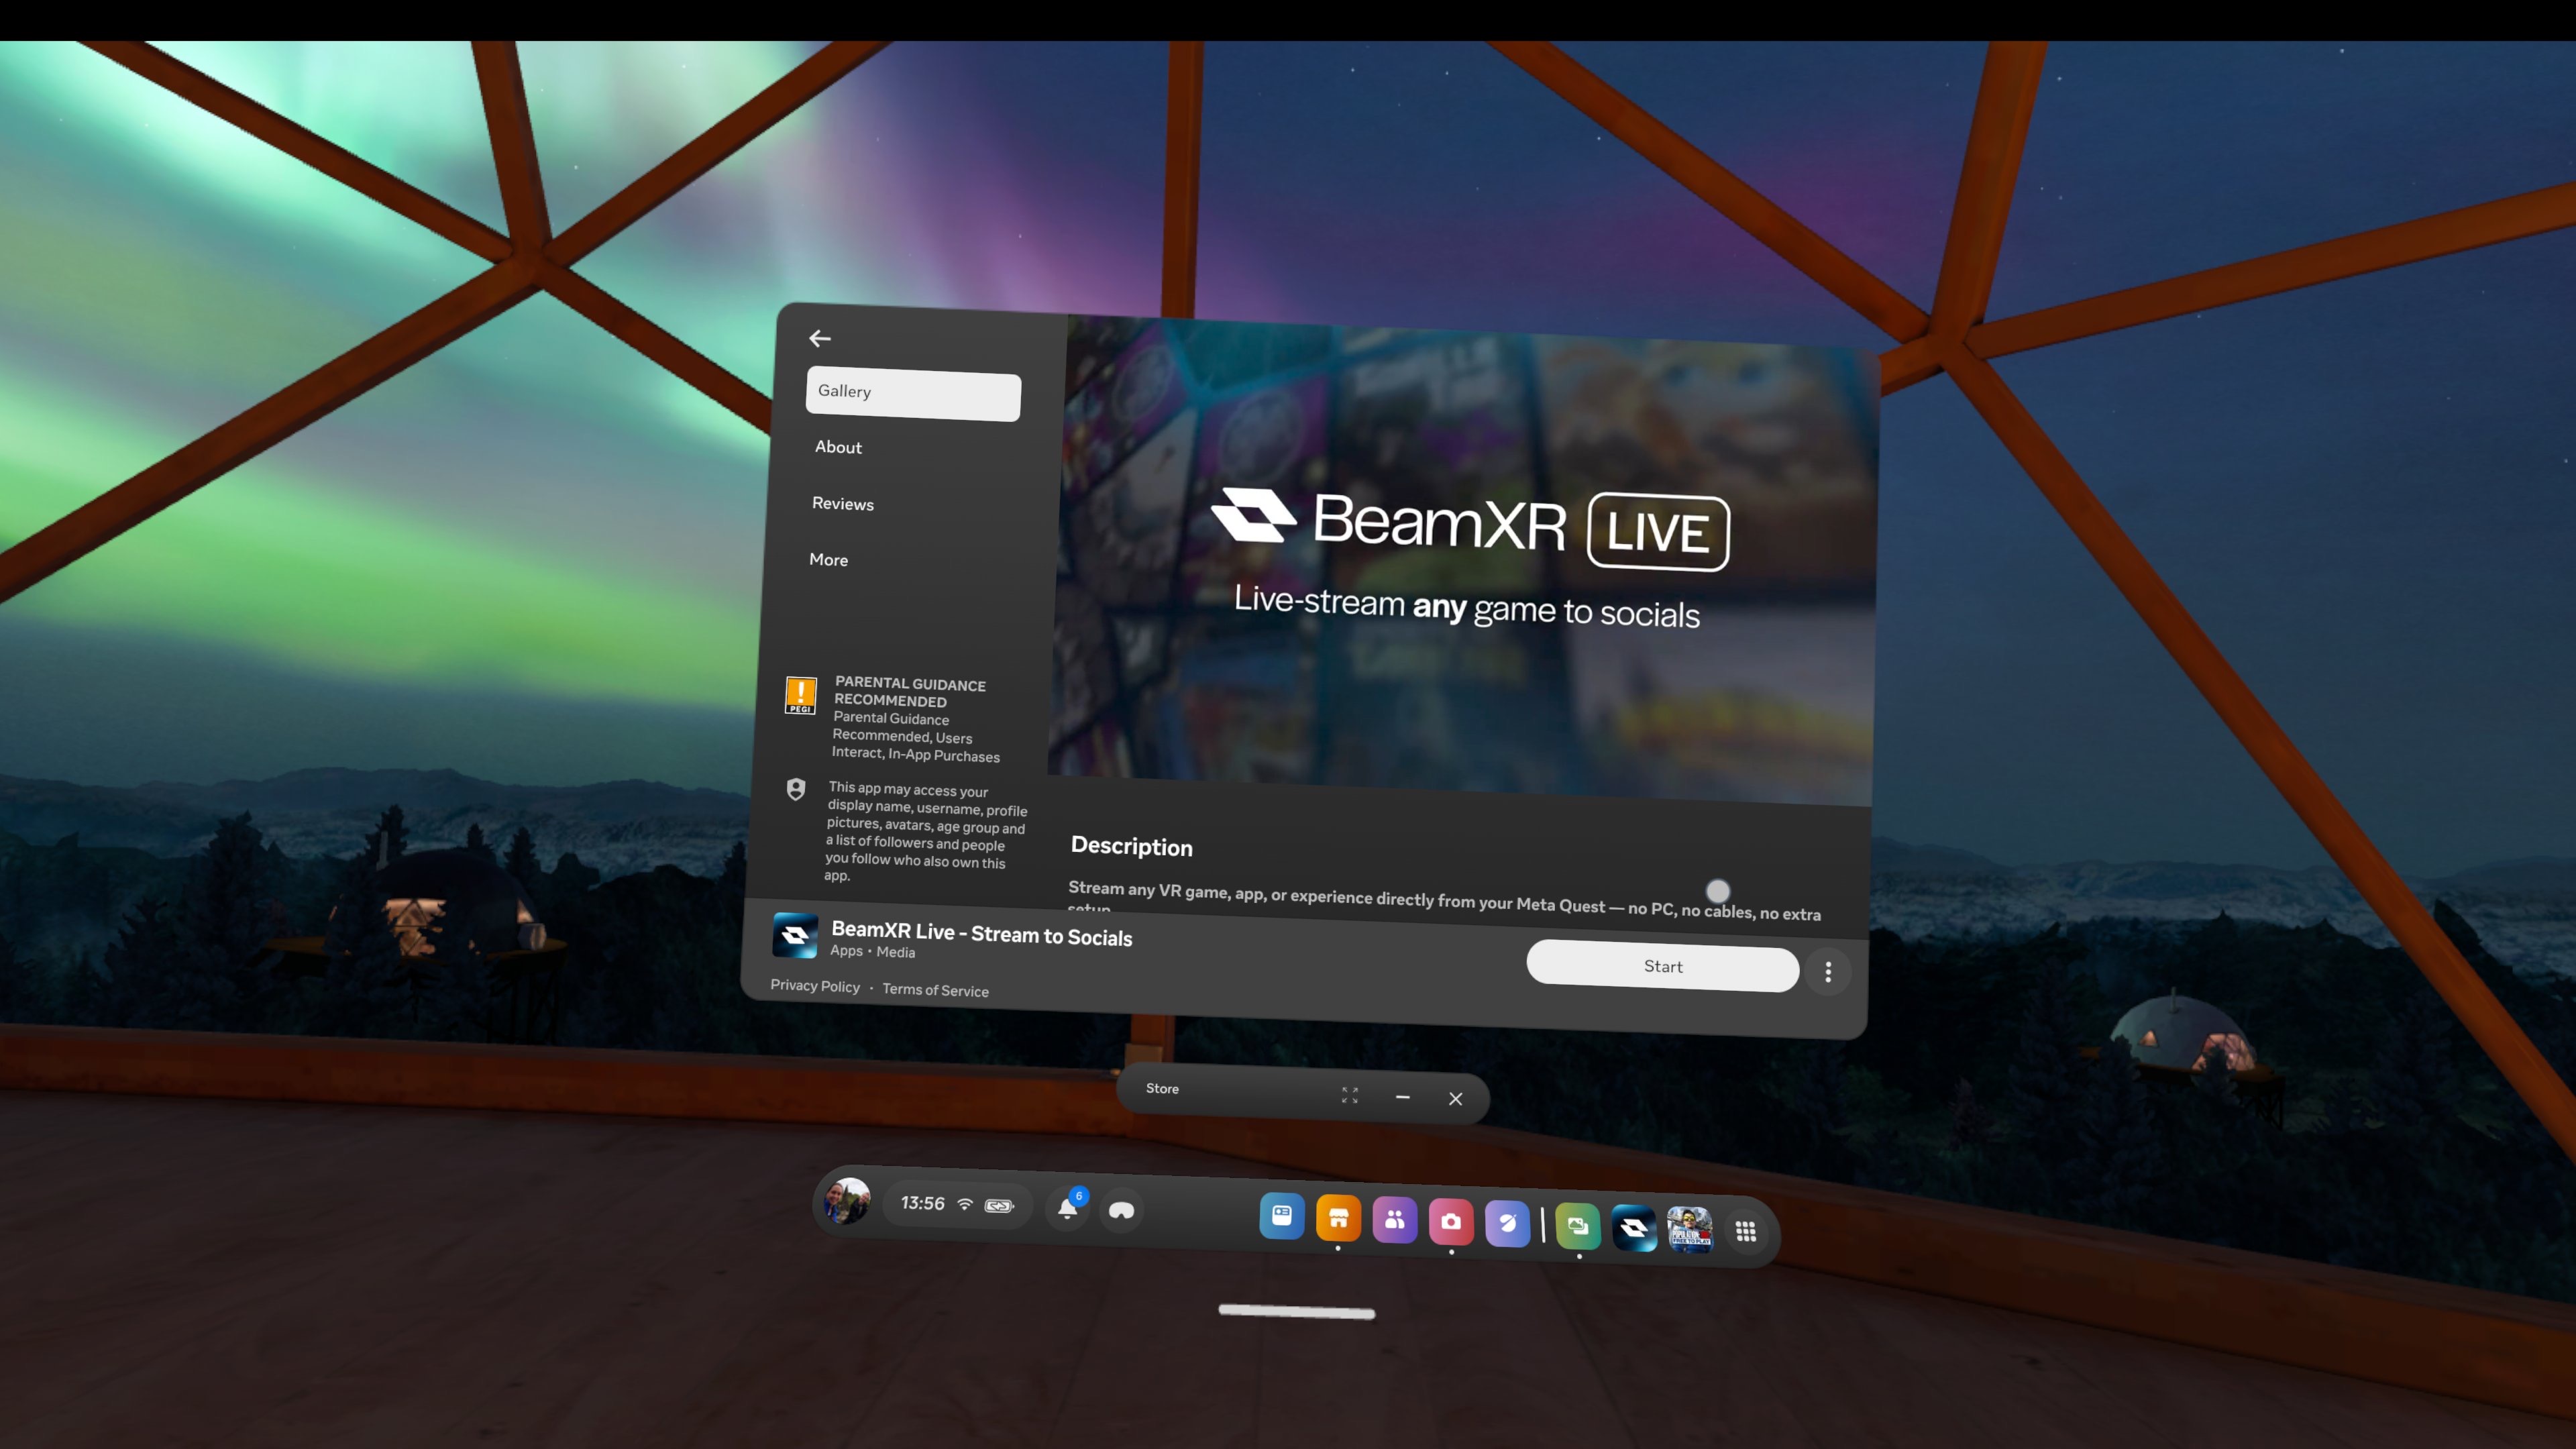 Gallery
About
Reviews
More
PEGI
PARENTAL GUIDANCE
RECOMMENDED
Parental Guidance
Recommended, Users
Interact, In-App Purchases
This app may access your
display name, username, profile
pictures, avatars, age group and
a list of followers and people
you follow who also own this
app.
BeamXR LIVE
Live-stream any game to socials
Description
Stream any VR game, app, or experience directly from your Meta Quest — no PC, no cables, no extra
setup
BeamXR Live - Stream to Socials
Apps • Media
Start
Privacy Policy · Terms of Service
Store
13:56
6
FREE TO PLAY